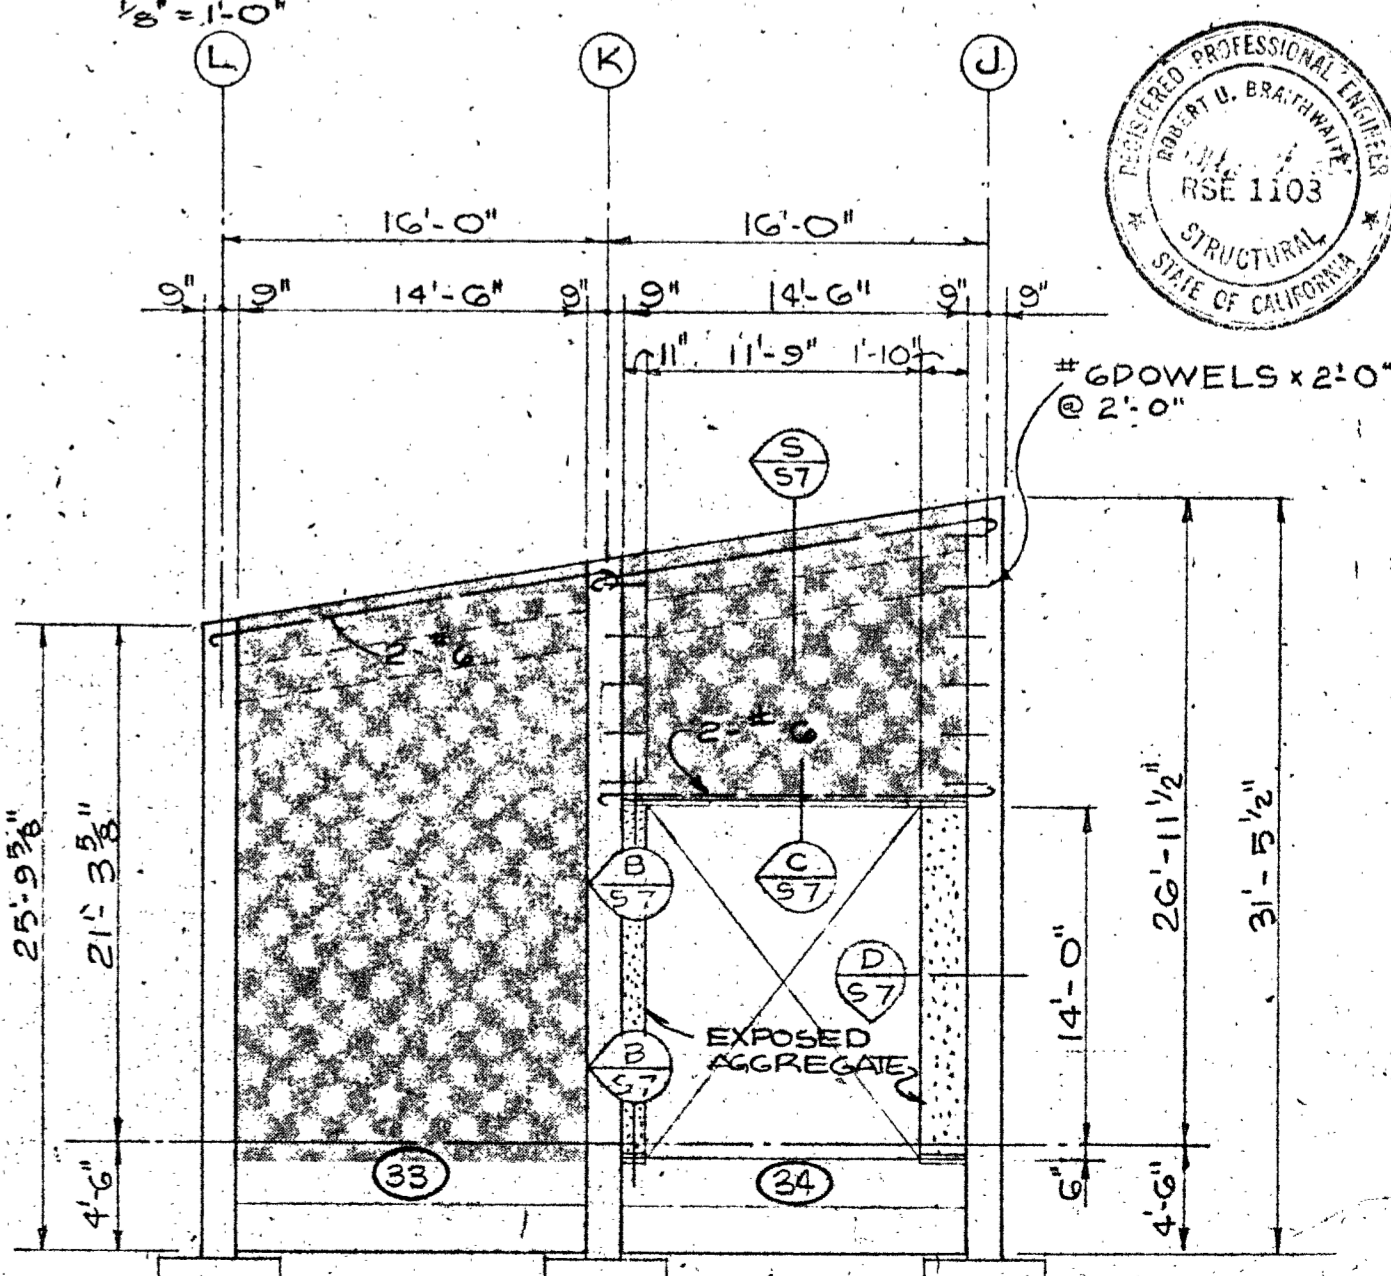 1/8" = 1'-0"
L
K
J
REGISTERED PROFESSIONAL ENGINEER
ROBERT U. BRAITHWAITE
RSE 1103
STRUCTURAL
STATE OF CALIFORNIA
16'-0"
16'-0"
9"
9"
14'-6"
9"
9"
14'-6"
9"
9"
11"
11'-9"
1'-10"
#6 DOWELS x 2'-0"
@ 2'-0"
S
S7
2-#6
2-#6
25'-9 5/8"
21'-3 5/8"
4'-6"
B
S7
C
S7
D
S7
B
S7
EXPOSED
AGGREGATE
14'-0"
6"
26'-11 1/2"
4'-6"
31'-5 1/2"
33
34